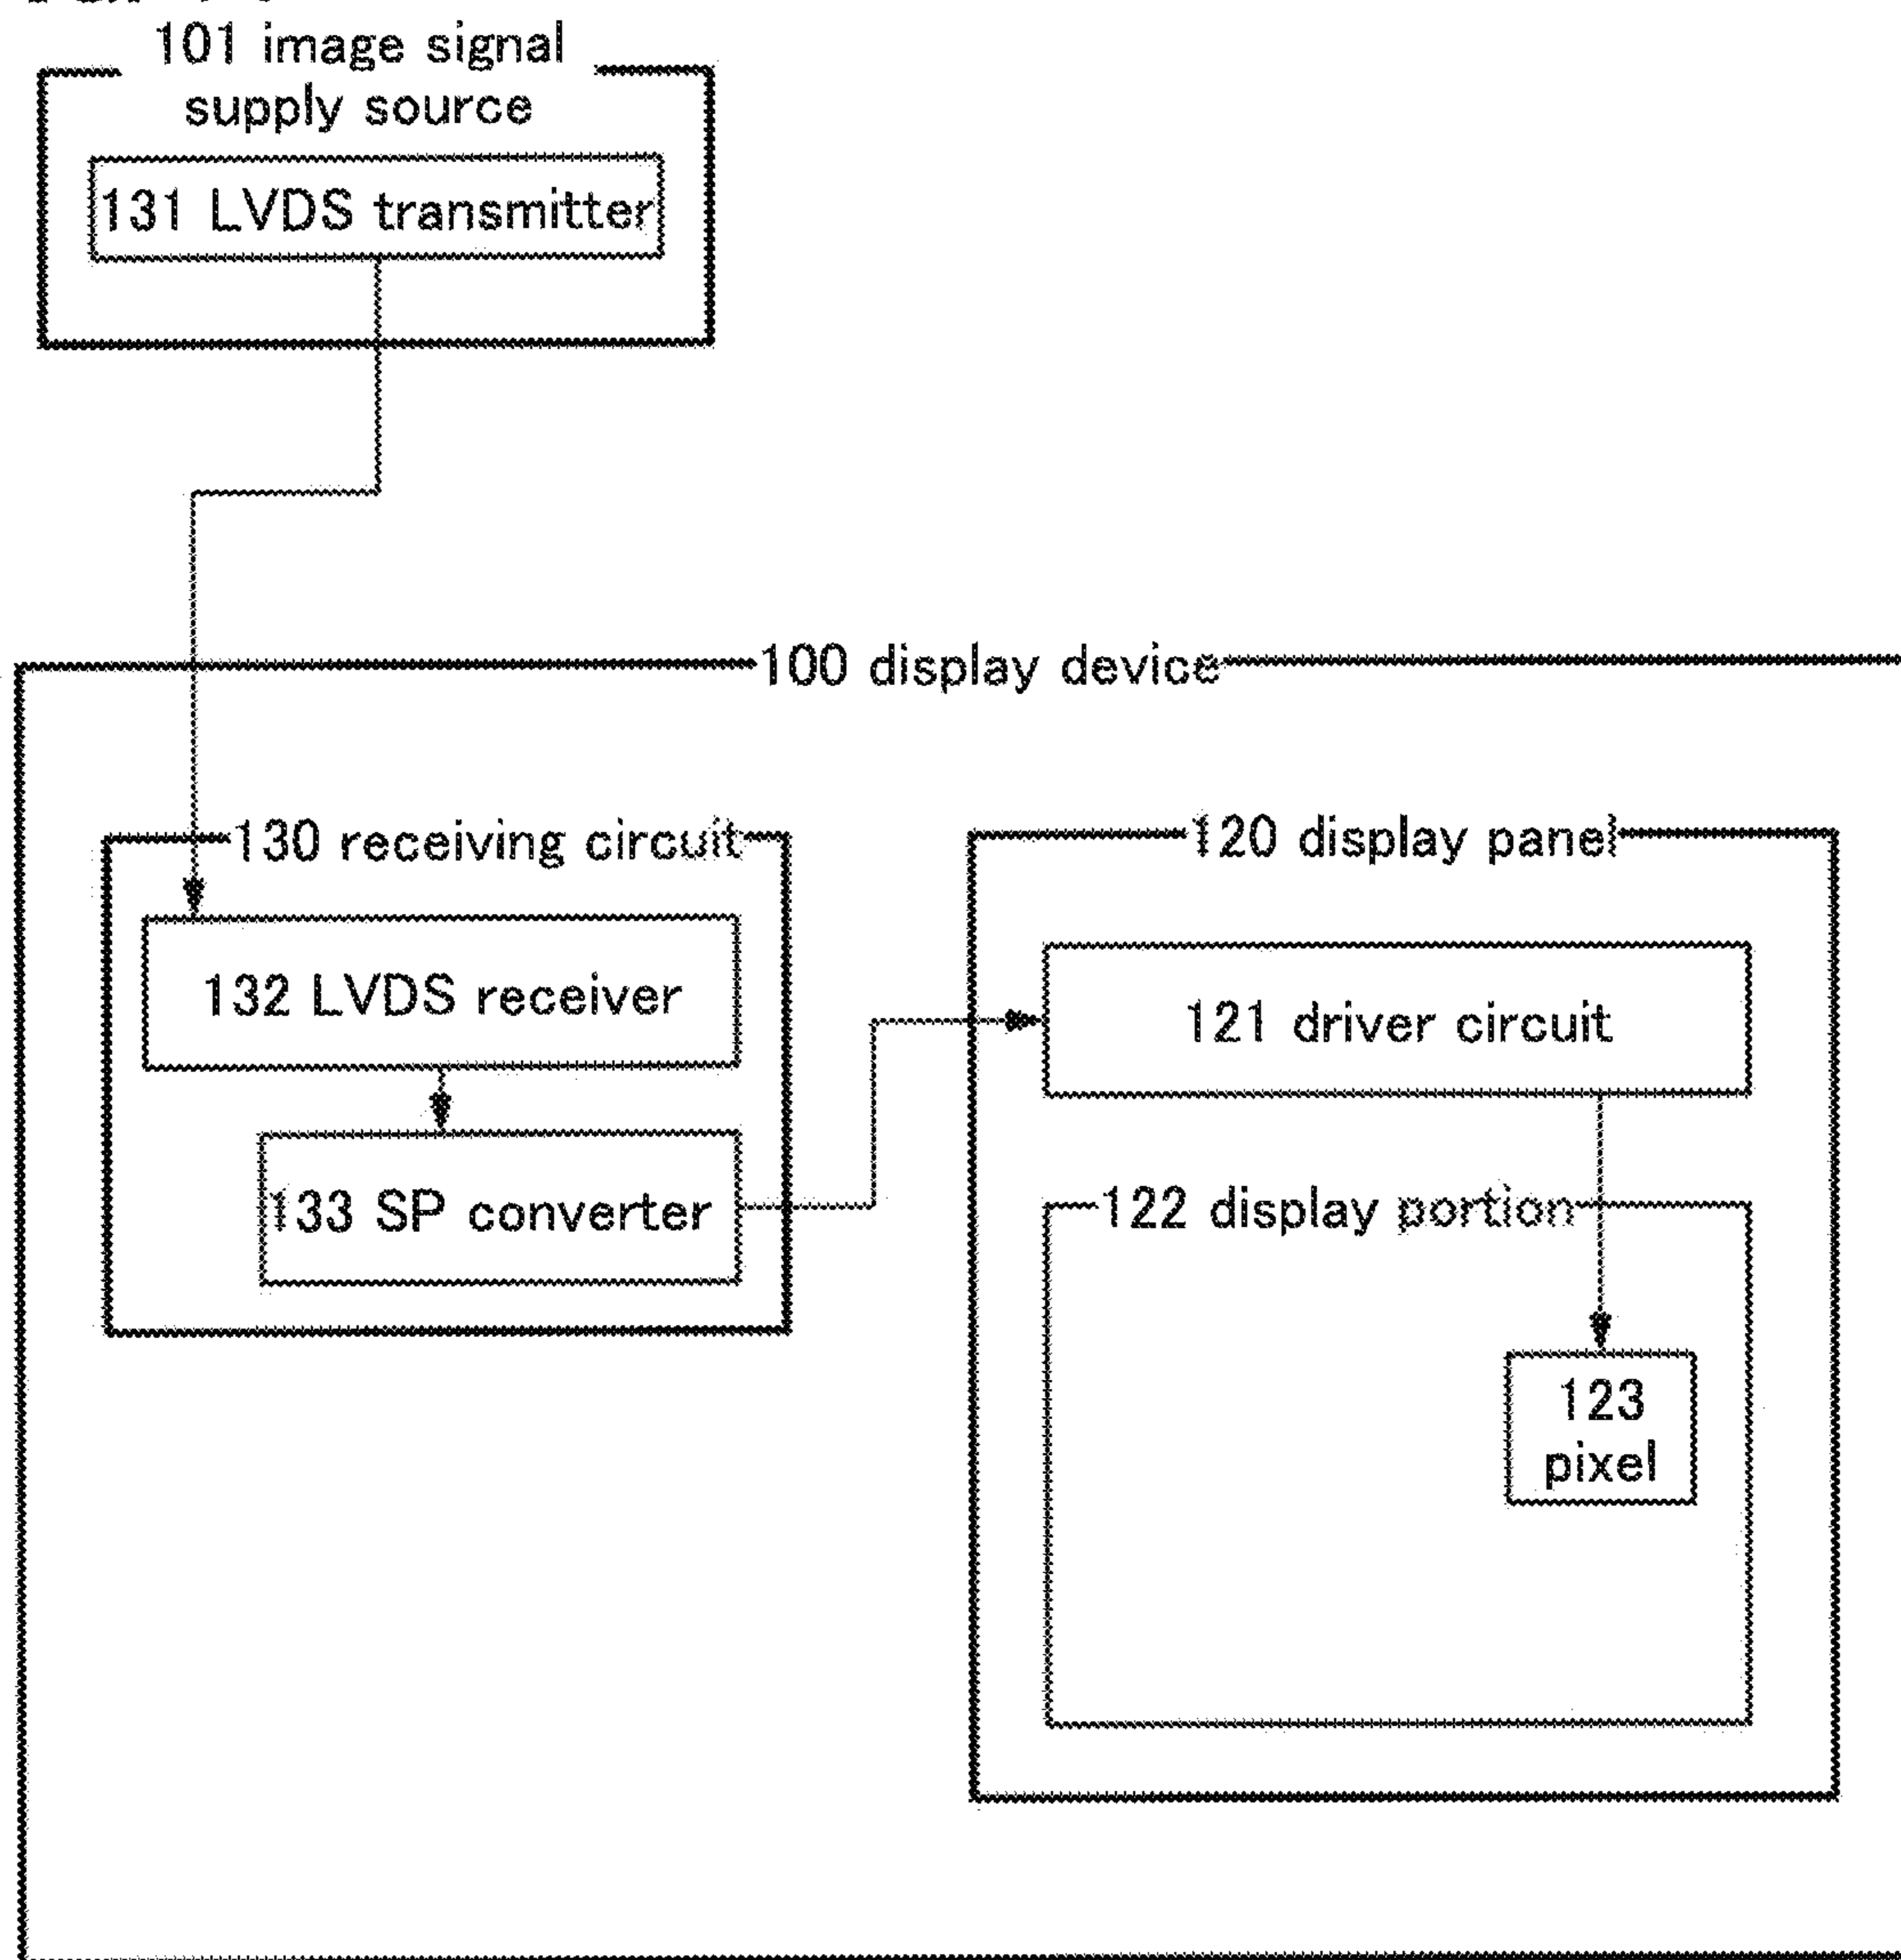 101 image signal
supply source
131 LVDS transmitter
100 display device
130 receiving circuit
120 display panel
132 LVDS receiver
121 driver circuit
133 SP converter
122 display portion
123
pixel